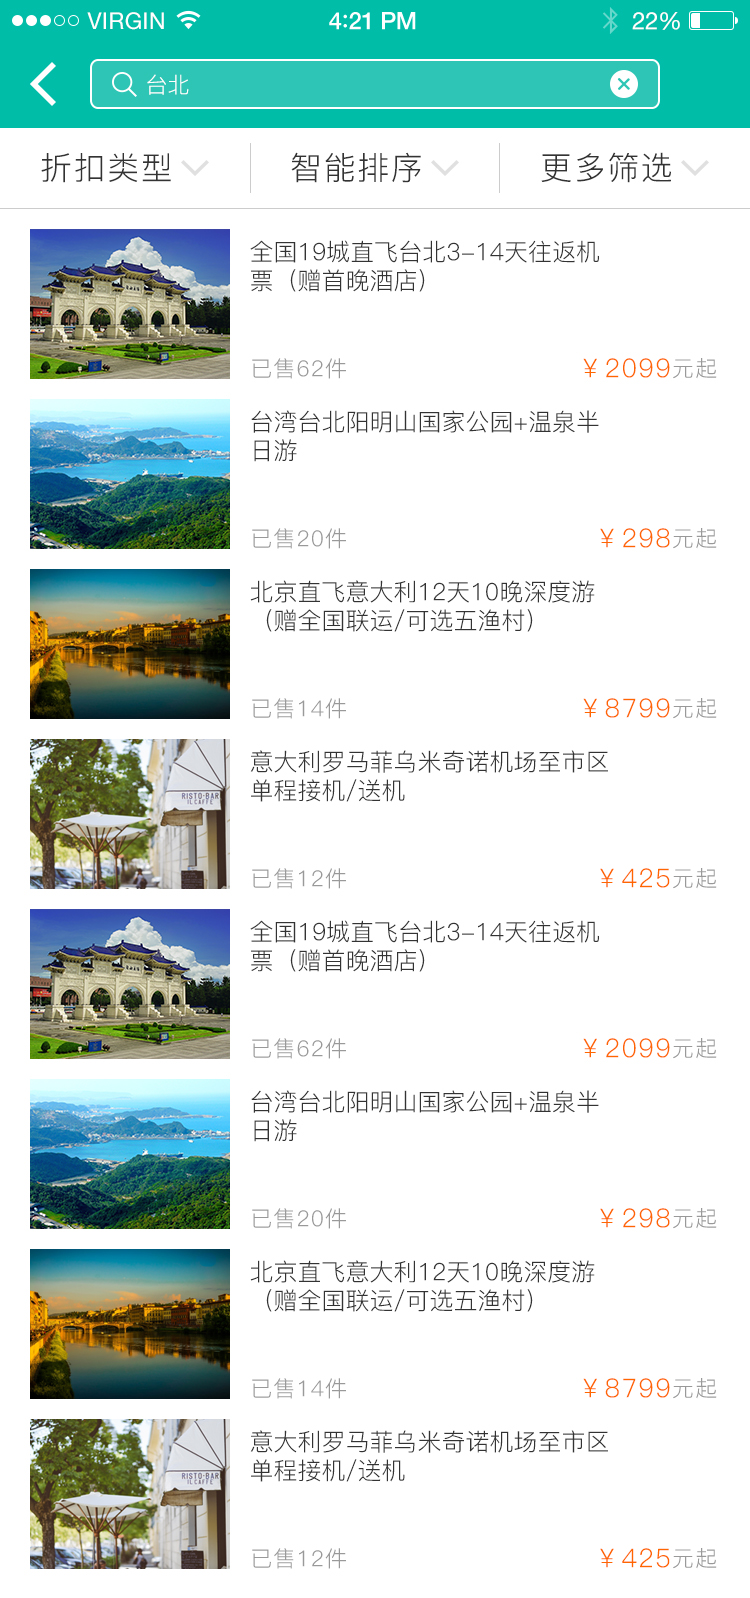 VIRGIN 4:21 PM 22%
台北
折扣类型 智能排序 更多筛选
全国19城直飞台北3-14天往返机
票（赠首晚酒店）
已售62件 ¥ 2099元起
台湾台北阳明山国家公园+温泉半
日游
已售20件 ¥ 298元起
北京直飞意大利12天10晚深度游
（赠全国联运/可选五渔村）
已售14件 ¥ 8799元起
意大利罗马菲乌米奇诺机场至市区
单程接机/送机
RISTO-BAR
IL CAFFE
已售12件 ¥ 425元起
全国19城直飞台北3-14天往返机
票（赠首晚酒店）
已售62件 ¥ 2099元起
台湾台北阳明山国家公园+温泉半
日游
已售20件 ¥ 298元起
北京直飞意大利12天10晚深度游
（赠全国联运/可选五渔村）
已售14件 ¥ 8799元起
意大利罗马菲乌米奇诺机场至市区
单程接机/送机
RISTO-BAR
IL CAFFE
已售12件 ¥ 425元起